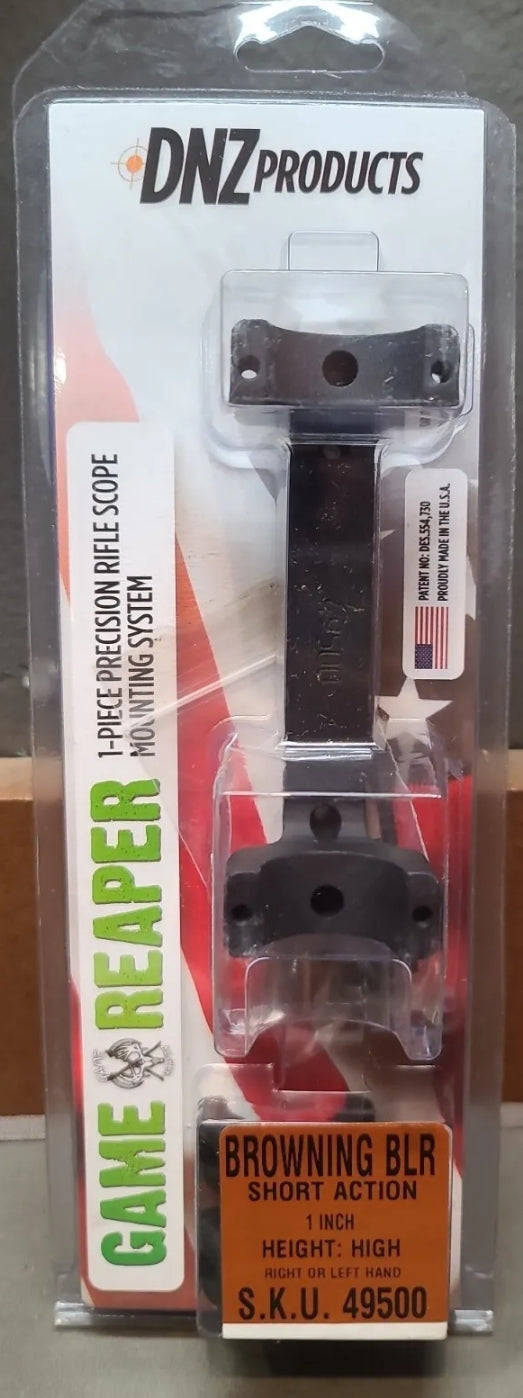 DNZ PRODUCTS
GAME REAPER
1-PIECE PRECISION RIFLE SCOPE
MOUNTING SYSTEM
PATENT NO: DES.554,730
PROUDLY MADE IN THE U.S.A.
49500
BROWNING BLR
SHORT ACTION
1 INCH
HEIGHT: HIGH
RIGHT OR LEFT HAND
S.K.U. 49500